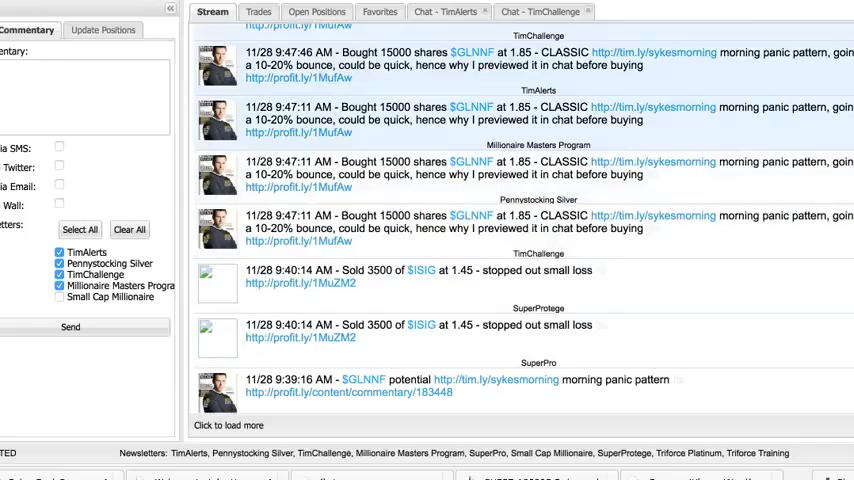 Stream
Trades
Open Positions
Favorites
Chat - TimAlerts
Chat - TimChallenge
Commentary
Update Positions
entary:
ia SMS:
Twitter:
ia Email:
Wall:
etters:
Select All
Clear All
TimAlerts
Pennystocking Silver
TimChallenge
Millionaire Masters Progra
Small Cap Millionaire
Send
http://profit.ly/1MufAw
TimChallenge
11/28 9:47:46 AM - Bought 15000 shares $GLNNF at 1.85 - CLASSIC http://tim.ly/sykesmorning morning panic pattern, goin
a 10-20% bounce, could be quick, hence why I previewed it in chat before buying
http://profit.ly/1MufAw
TimAlerts
11/28 9:47:11 AM - Bought 15000 shares $GLNNF at 1.85 - CLASSIC http://tim.ly/sykesmorning morning panic pattern, goin
a 10-20% bounce, could be quick, hence why I previewed it in chat before buying
http://profit.ly/1MufAw
Millionaire Masters Program
11/28 9:47:11 AM - Bought 15000 shares $GLNNF at 1.85 - CLASSIC http://tim.ly/sykesmorning morning panic pattern, goin
a 10-20% bounce, could be quick, hence why I previewed it in chat before buying
http://profit.ly/1MufAw
Pennystocking Silver
11/28 9:47:11 AM - Bought 15000 shares $GLNNF at 1.85 - CLASSIC http://tim.ly/sykesmorning morning panic pattern, goin
a 10-20% bounce, could be quick, hence why I previewed it in chat before buying
http://profit.ly/1MufAw
TimChallenge
11/28 9:40:14 AM - Sold 3500 of $ISIG at 1.45 - stopped out small loss
http://profit.ly/1MuZM2
SuperProtege
11/28 9:40:14 AM - Sold 3500 of $ISIG at 1.45 - stopped out small loss
http://profit.ly/1MuZM2
SuperPro
11/28 9:39:16 AM - $GLNNF potential http://tim.ly/sykesmorning morning panic pattern
http://profit.ly/content/commentary/183448
Click to load more
TED
Newsletters: TimAlerts, Pennystocking Silver, TimChallenge, Millionaire Masters Program, SuperPro, Small Cap Millionaire, SuperProtege, Triforce Platinum, Triforce Training